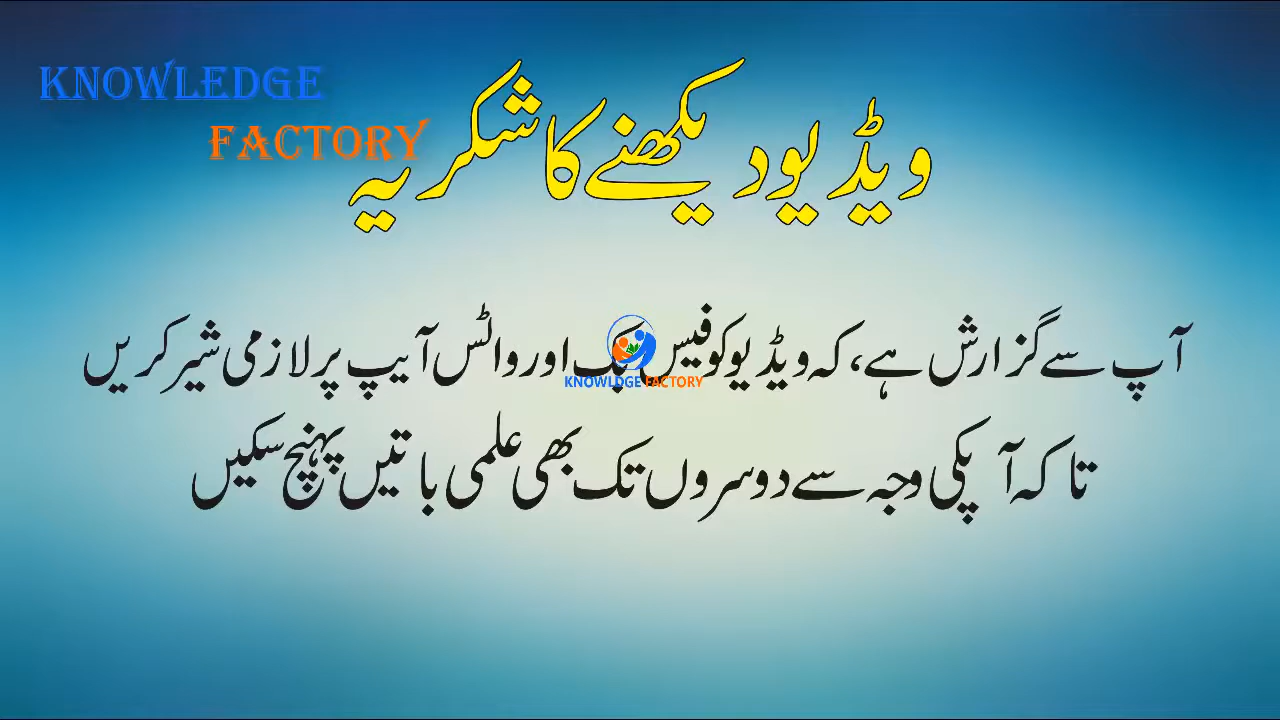 KNOWLEDGE
FACTORY
ویڈیو دیکھنے کا شکریہ
آپ سے گزارش ہے، کہ ویڈیو کو فیس بک اور واٹس آیپ پر لازمی شیر کریں
KNOWLDGE FACTORY
تاکہ آپکی وجہ سے دوسروں تک بھی علمی باتیں پہنچ سکیں